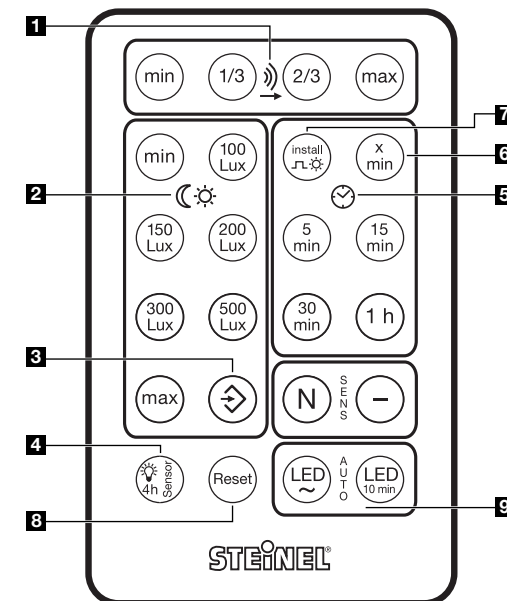 1
min 1/3 2/3 max
7
min 100 Lux install x min
6
2
5
150 Lux 200 Lux 5 min 15 min
300 Lux 500 Lux 30 min 1 h
3
max N SENS –
4
4h Sensor Reset LED ~ AUTO LED 10 min
8
9
STEINEL®